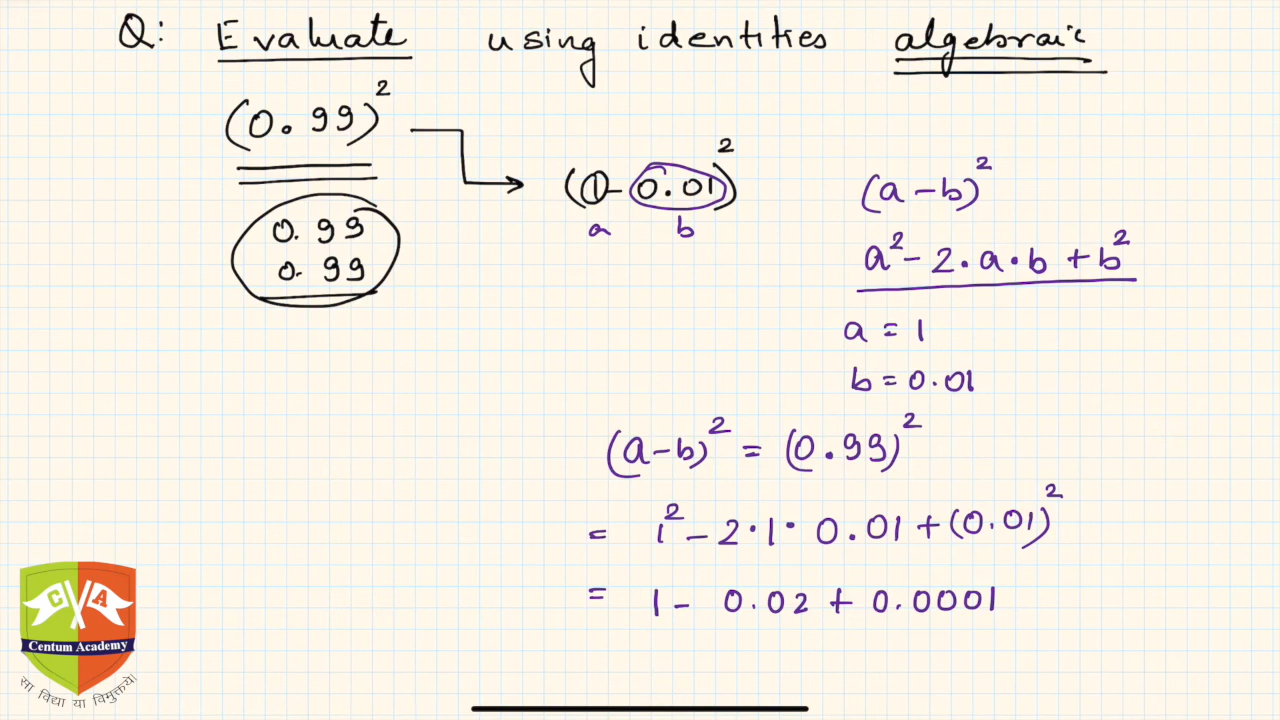 Q: Evaluate using identities algebraic
(0.99)²
(1 - 0.01)²
a b
0.99
0.99
(a - b)²
a² - 2·a·b + b²
a = 1
b = 0.01
(a - b)² = (0.99)²
= 1² - 2·1·0.01 + (0.01)²
= 1 - 0.02 + 0.0001
C A
Centum Academy
सा विद्या या विमुक्तये